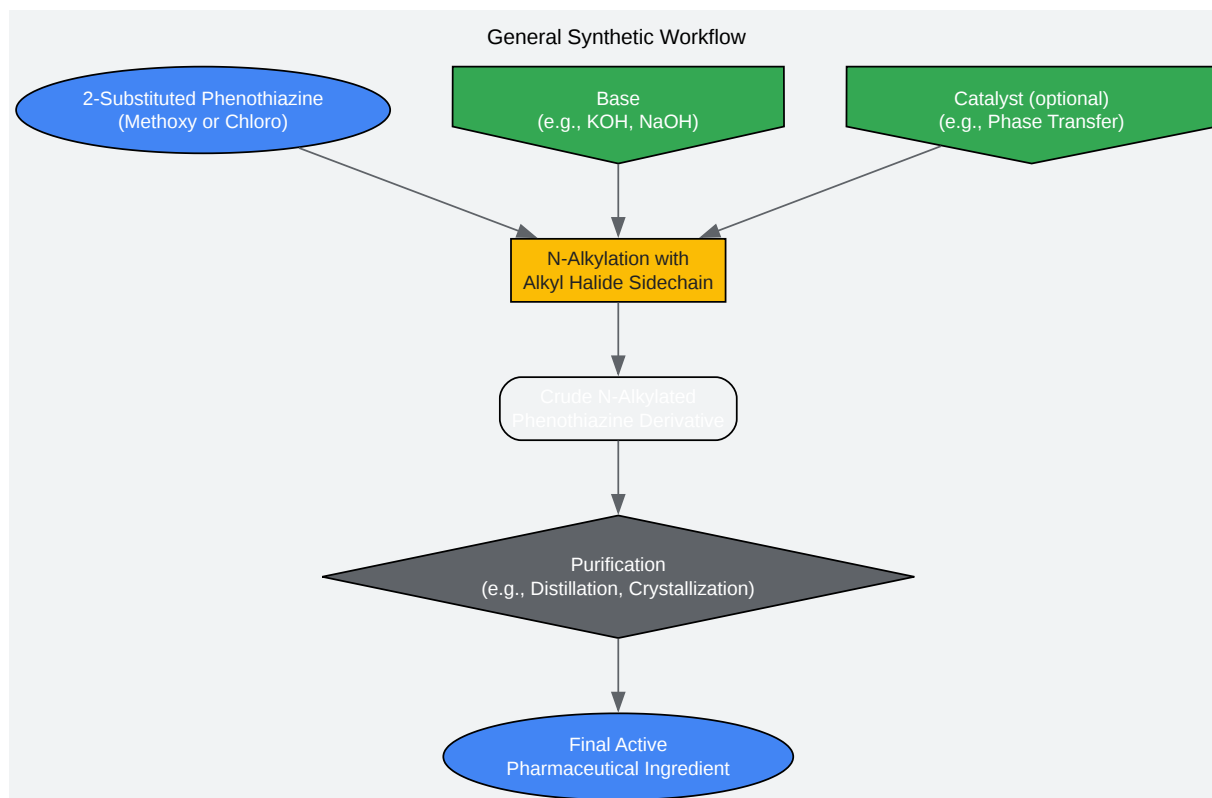 General Synthetic Workflow
2-Substituted Phenothiazine
(Methoxy or Chloro)
Base
(e.g., KOH, NaOH)
Catalyst (optional)
(e.g., Phase Transfer)
N-Alkylation with
Alkyl Halide Sidechain
Crude N-Alkylated
Phenothiazine Derivative
Purification
(e.g., Distillation, Crystallization)
Final Active
Pharmaceutical Ingredient